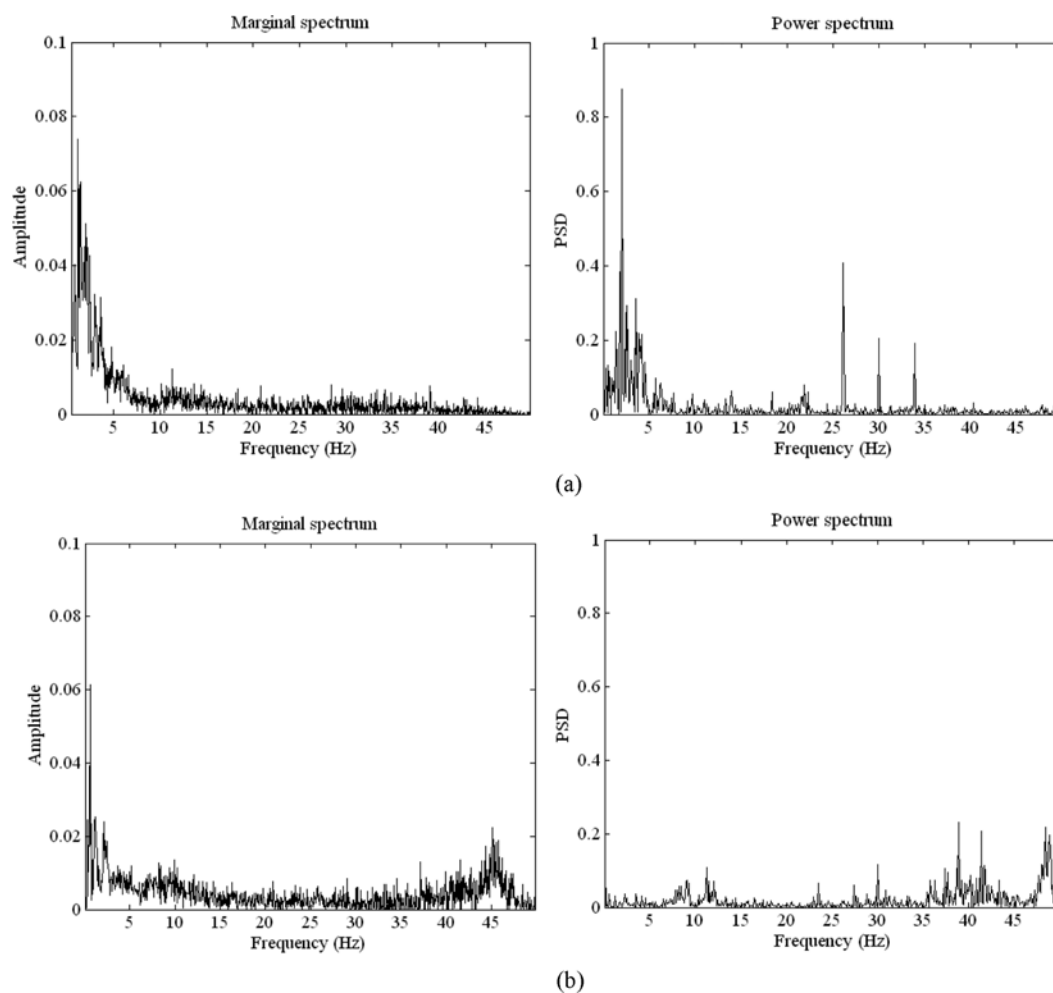 Marginal spectrum
0.1
0.08
0.06
0.04
0.02
0
Amplitude
5 10 15 20 25 30 35 40 45
Frequency (Hz)
Power spectrum
1
0.8
0.6
0.4
0.2
0
PSD
5 10 15 20 25 30 35 40 45
Frequency (Hz)
(a)
Marginal spectrum
0.1
0.08
0.06
0.04
0.02
0
Amplitude
5 10 15 20 25 30 35 40 45
Frequency (Hz)
Power spectrum
1
0.8
0.6
0.4
0.2
0
PSD
5 10 15 20 25 30 35 40 45
Frequency (Hz)
(b)